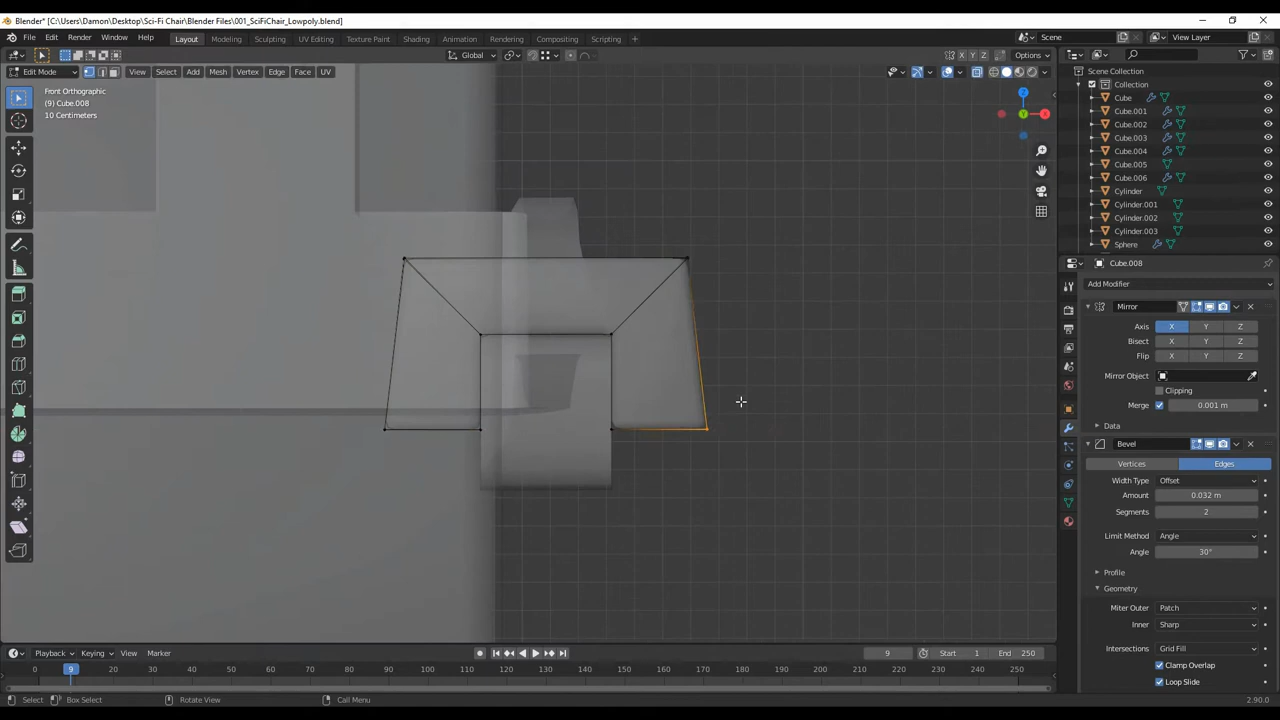 Blender* [C:\Users\Damon\Desktop\Sci-Fi Chair\Blender Files\001_SciFiChair_Lowpoly.blend]
File Edit Render Window Help Layout Modeling Sculpting UV Editing Texture Paint Shading Animation Rendering Compositing Scripting + Scene View Layer
Global X Y Z Options
Edit Mode View Select Add Mesh Vertex Edge Face UV
Front Orthographic
(9) Cube.008
10 Centimeters
Z
Y
X
Scene Collection
Collection
Cube
Cube.001
Cube.002
Cube.003
Cube.004
Cube.005
Cube.006
Cylinder
Cylinder.001
Cylinder.002
Cylinder.003
Sphere
Cube.008
Add Modifier
Mirror
Axis X Y Z
Bisect X Y Z
Flip X Y Z
Mirror Object
Clipping
Merge 0.001 m
Data
Bevel
Vertices Edges
Width Type Offset
Amount 0.032 m
Segments 2
Limit Method Angle
Angle 30°
Profile
Geometry
Miter Outer Patch
Inner Sharp
Intersections Grid Fill
Clamp Overlap
Loop Slide
Playback Keying View Marker 9 Start 1 End 250
0 9 20 30 40 50 60 70 80 90 100 110 120 130 140 150 160 170 180 190 200 210 220 230 240 250
Select Box Select Rotate View Call Menu 2.90.0